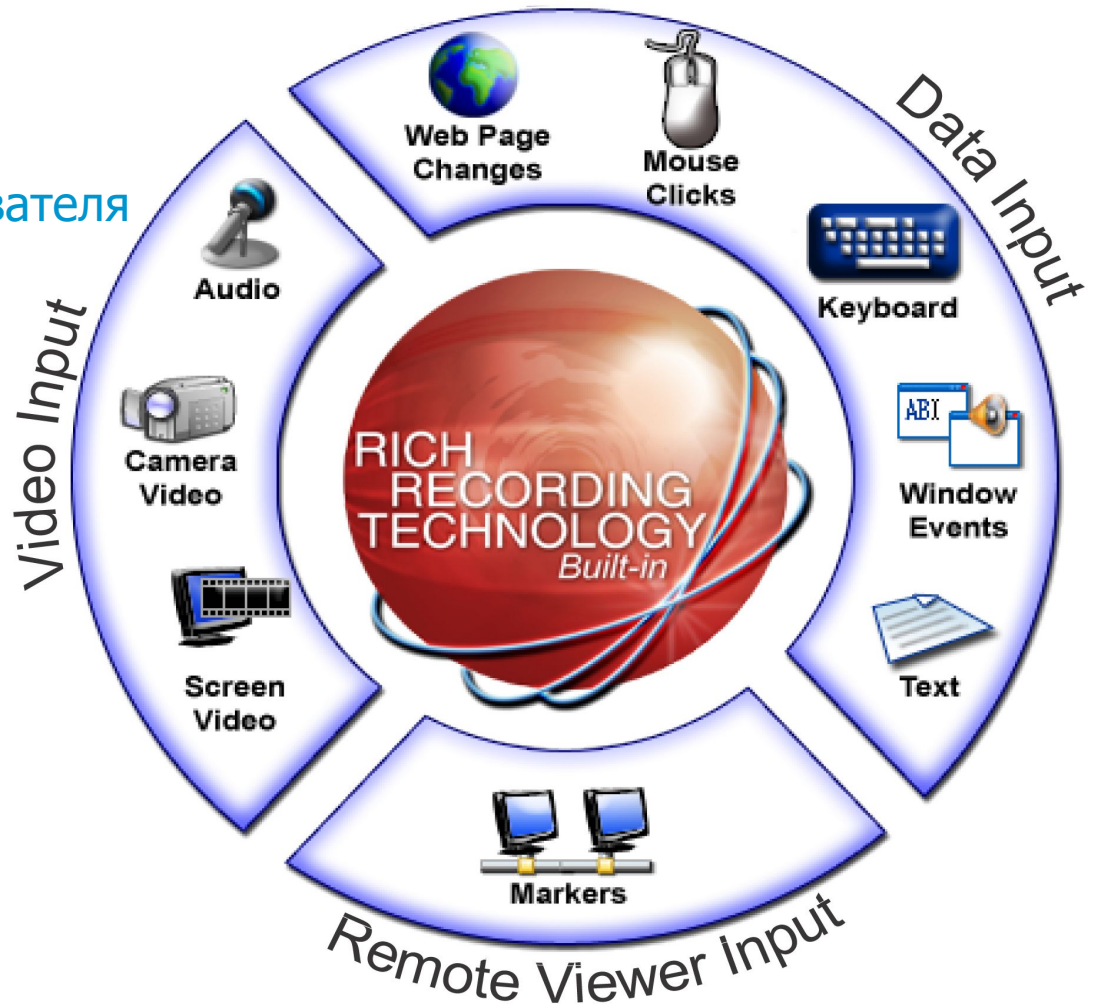 Web Page
Changes
Mouse
Clicks
Data Input
вателя
Audio
Keyboard
Video Input
Camera
Video
ABI
Window
Events
RICH
RECORDING
TECHNOLOGY
Built-in
Screen
Video
Text
Markers
Remote Viewer Input